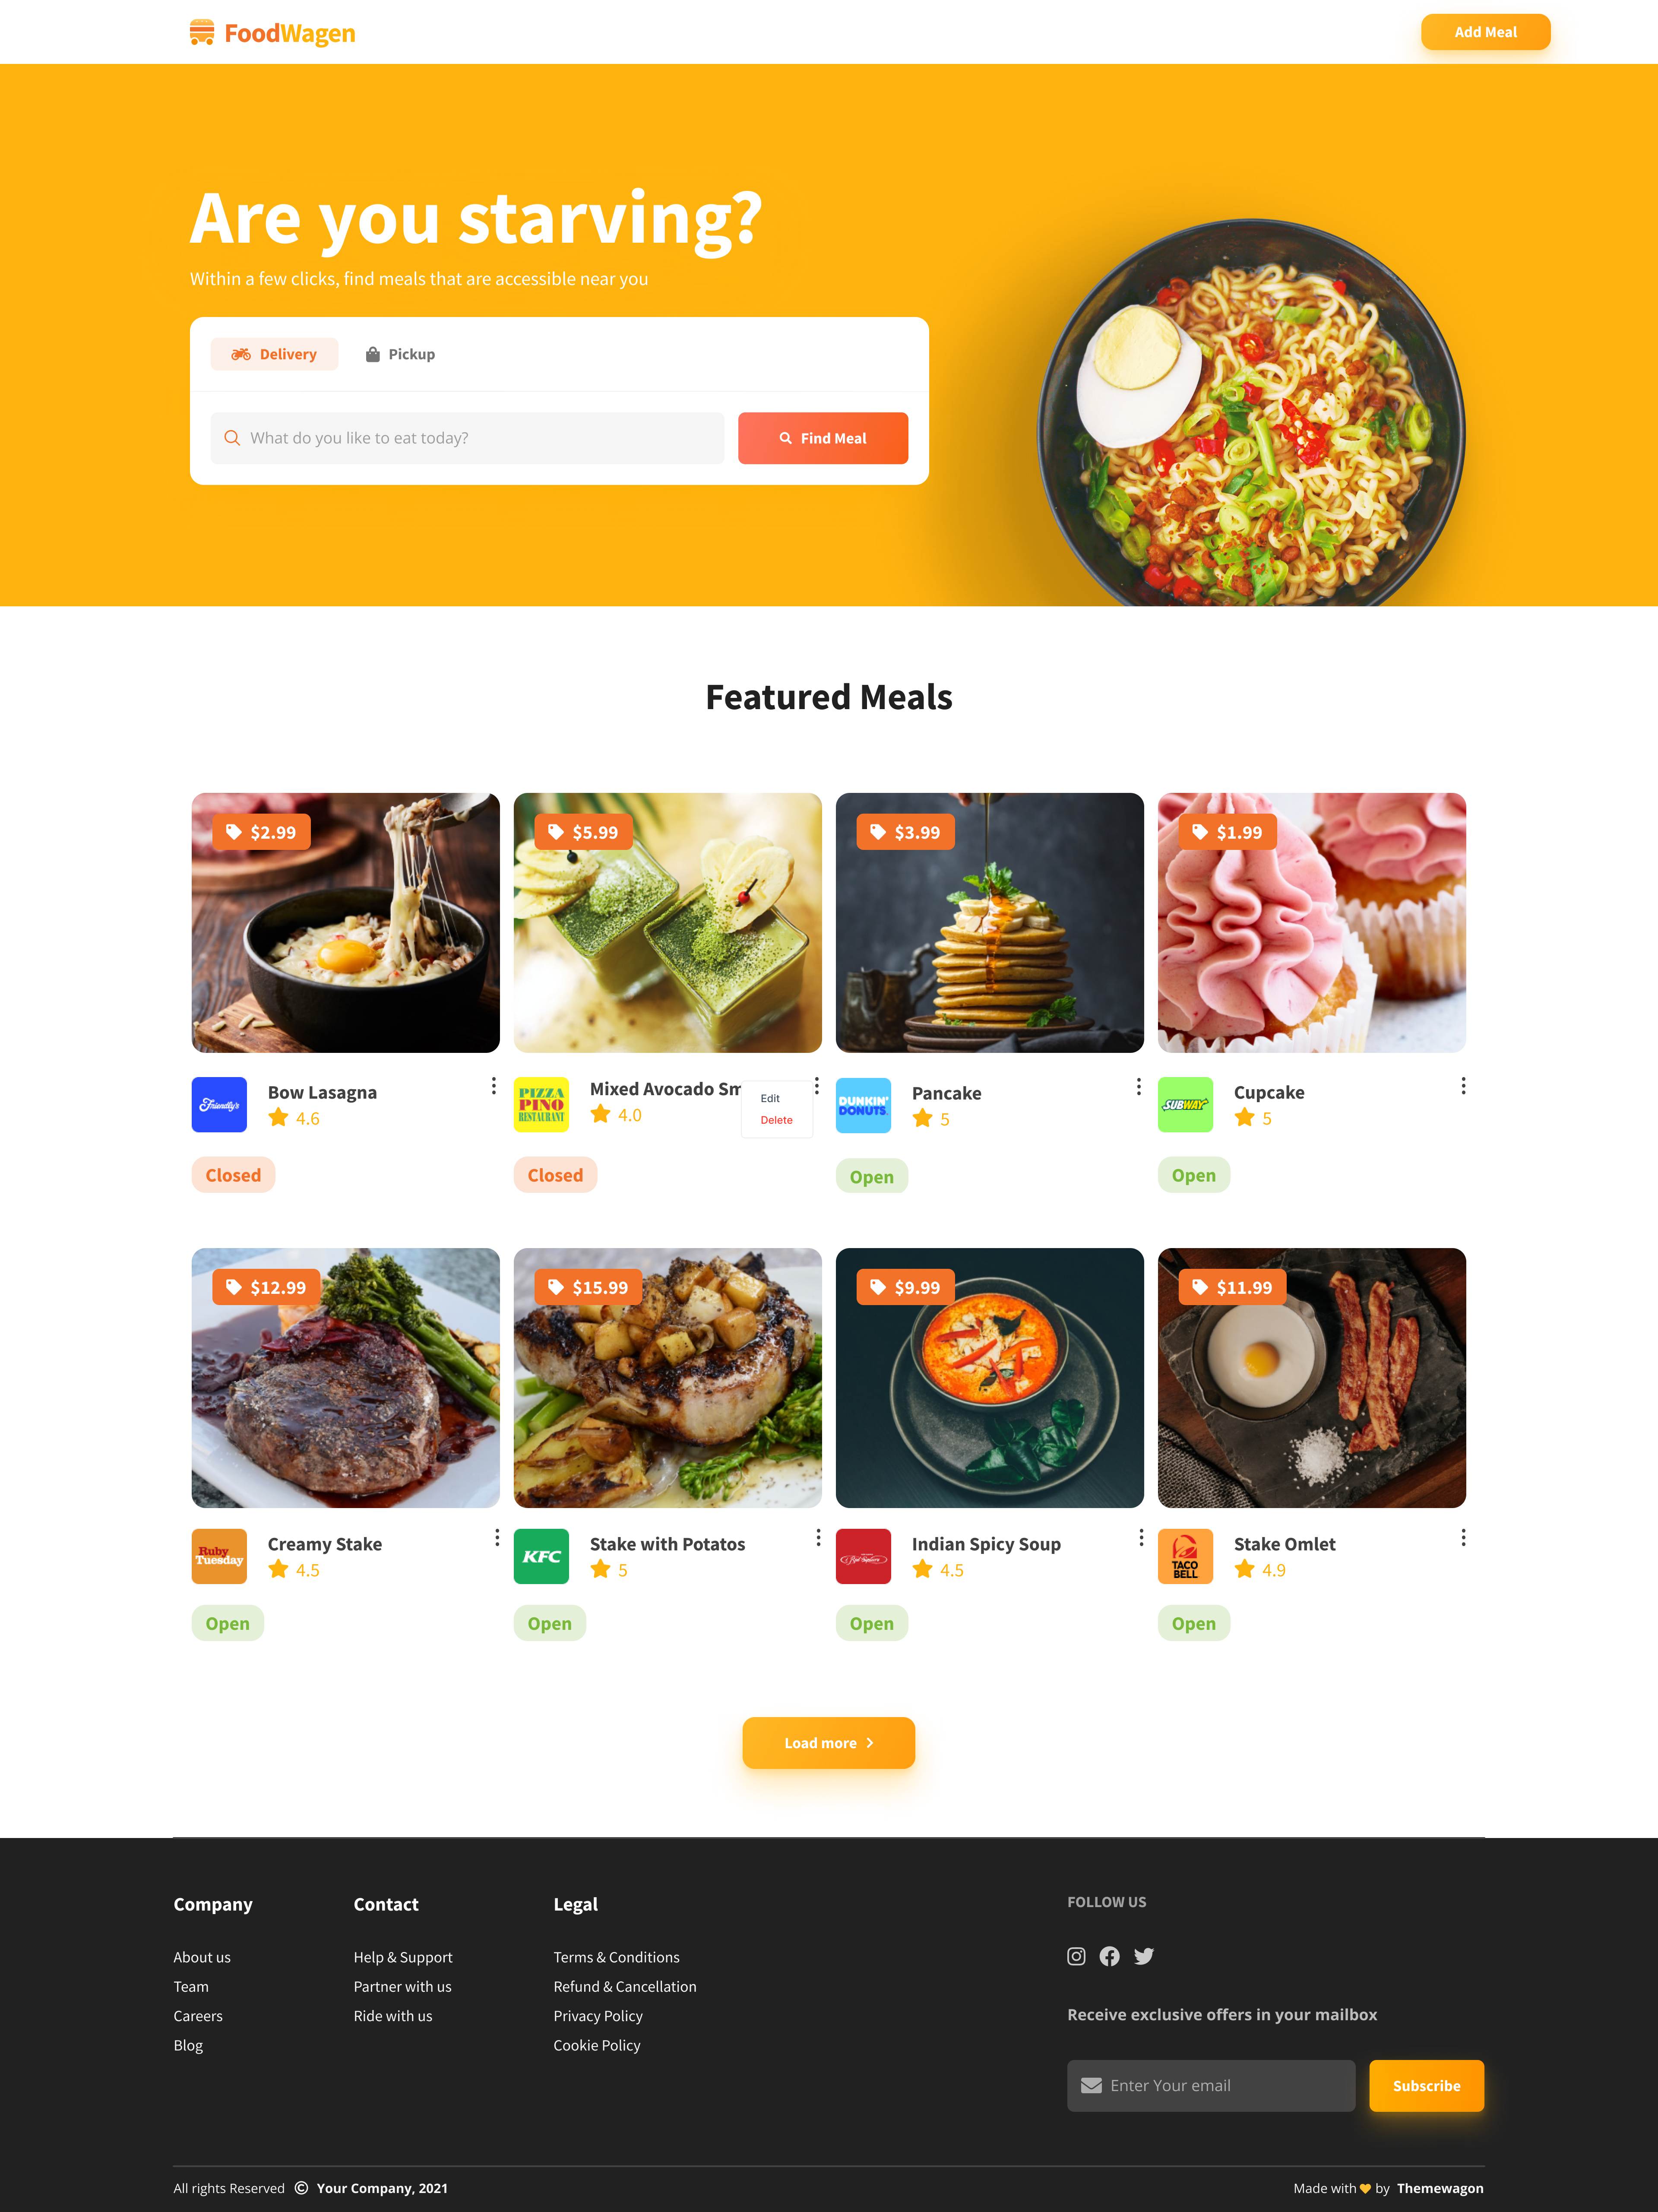 FoodWagen
Add Meal
Are you starving?
Within a few clicks, find meals that are accessible near you
Delivery
Pickup
What do you like to eat today?
Find Meal
Featured Meals
$2.99
$5.99
$3.99
$1.99
Friendly's
Bow Lasagna
4.6
PIZZA
PINO
RESTAURANT
Mixed Avocado Sm
4.0
Edit
Delete
DUNKIN'
DONUTS
Pancake
5
SUBWAY
Cupcake
5
Closed
Closed
Open
Open
$12.99
$15.99
$9.99
$11.99
Ruby
Tuesday
Creamy Stake
4.5
KFC
Stake with Potatos
5
Indian Spicy Soup
4.5
TACO
BELL
Stake Omlet
4.9
Open
Open
Open
Open
Load more
Company
About us
Team
Careers
Blog
Contact
Help & Support
Partner with us
Ride with us
Legal
Terms & Conditions
Refund & Cancellation
Privacy Policy
Cookie Policy
FOLLOW US
Receive exclusive offers in your mailbox
Enter Your email
Subscribe
All rights Reserved © Your Company, 2021
Made with by Themewagon